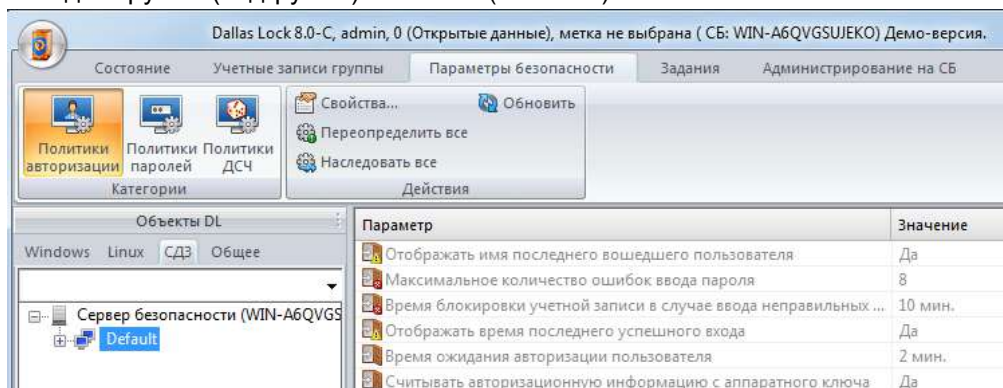 Dallas Lock 8.0-C, admin, 0 (Открытые данные), метка не выбрана ( СБ: WIN-A6QVGSUJEKO) Демо-версия.
Состояние Учетные записи группы Параметры безопасности Задания Администрирование на СБ
Политики авторизации
Политики паролей
Политики ДСЧ
Категории
Свойства...
Обновить
Переопределить все
Наследовать все
Действия
Объекты DL
Windows Linux СДЗ Общее
Сервер безопасности (WIN-A6QVGS
Default
Параметр Значение
Отображать имя последнего вошедшего пользователя Да
Максимальное количество ошибок ввода пароля 8
Время блокировки учетной записи в случае ввода неправильных ... 10 мин.
Отображать время последнего успешного входа Да
Время ожидания авторизации пользователя 2 мин.
Считывать авторизационную информацию с аппаратного ключа Да